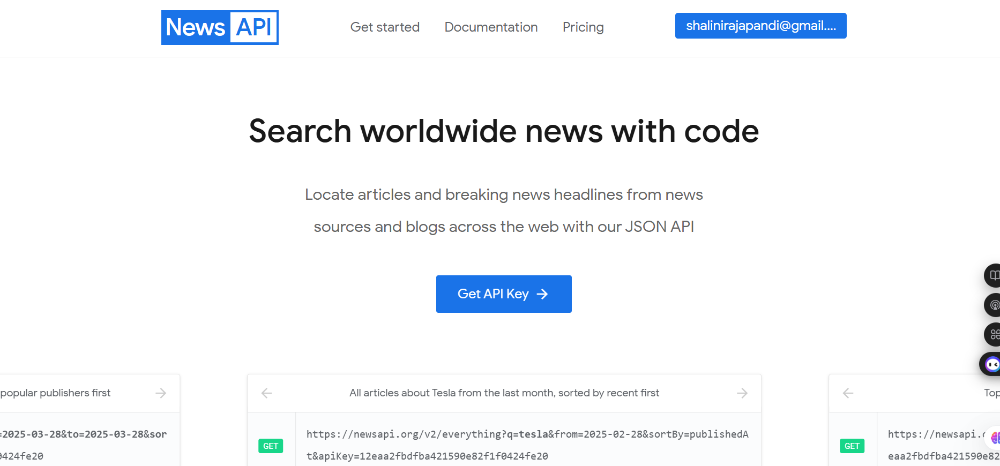 News API
Get started
Documentation
Pricing
shalinirajapandi@gmail....
Search worldwide news with code
Locate articles and breaking news headlines from news
sources and blogs across the web with our JSON API
Get API Key →
popular publishers first →
=2025-03-28&to=2025-03-28&sor
0424fe20
← All articles about Tesla from the last month, sorted by recent first →
GET
https://newsapi.org/v2/everything?q=tesla&from=2025-02-28&sortBy=publishedA
t&apiKey=12eaa2fbdfba421590e82f1f0424fe20
← Top
GET
https://newsapi.o
eaa2fbdfba421590e82